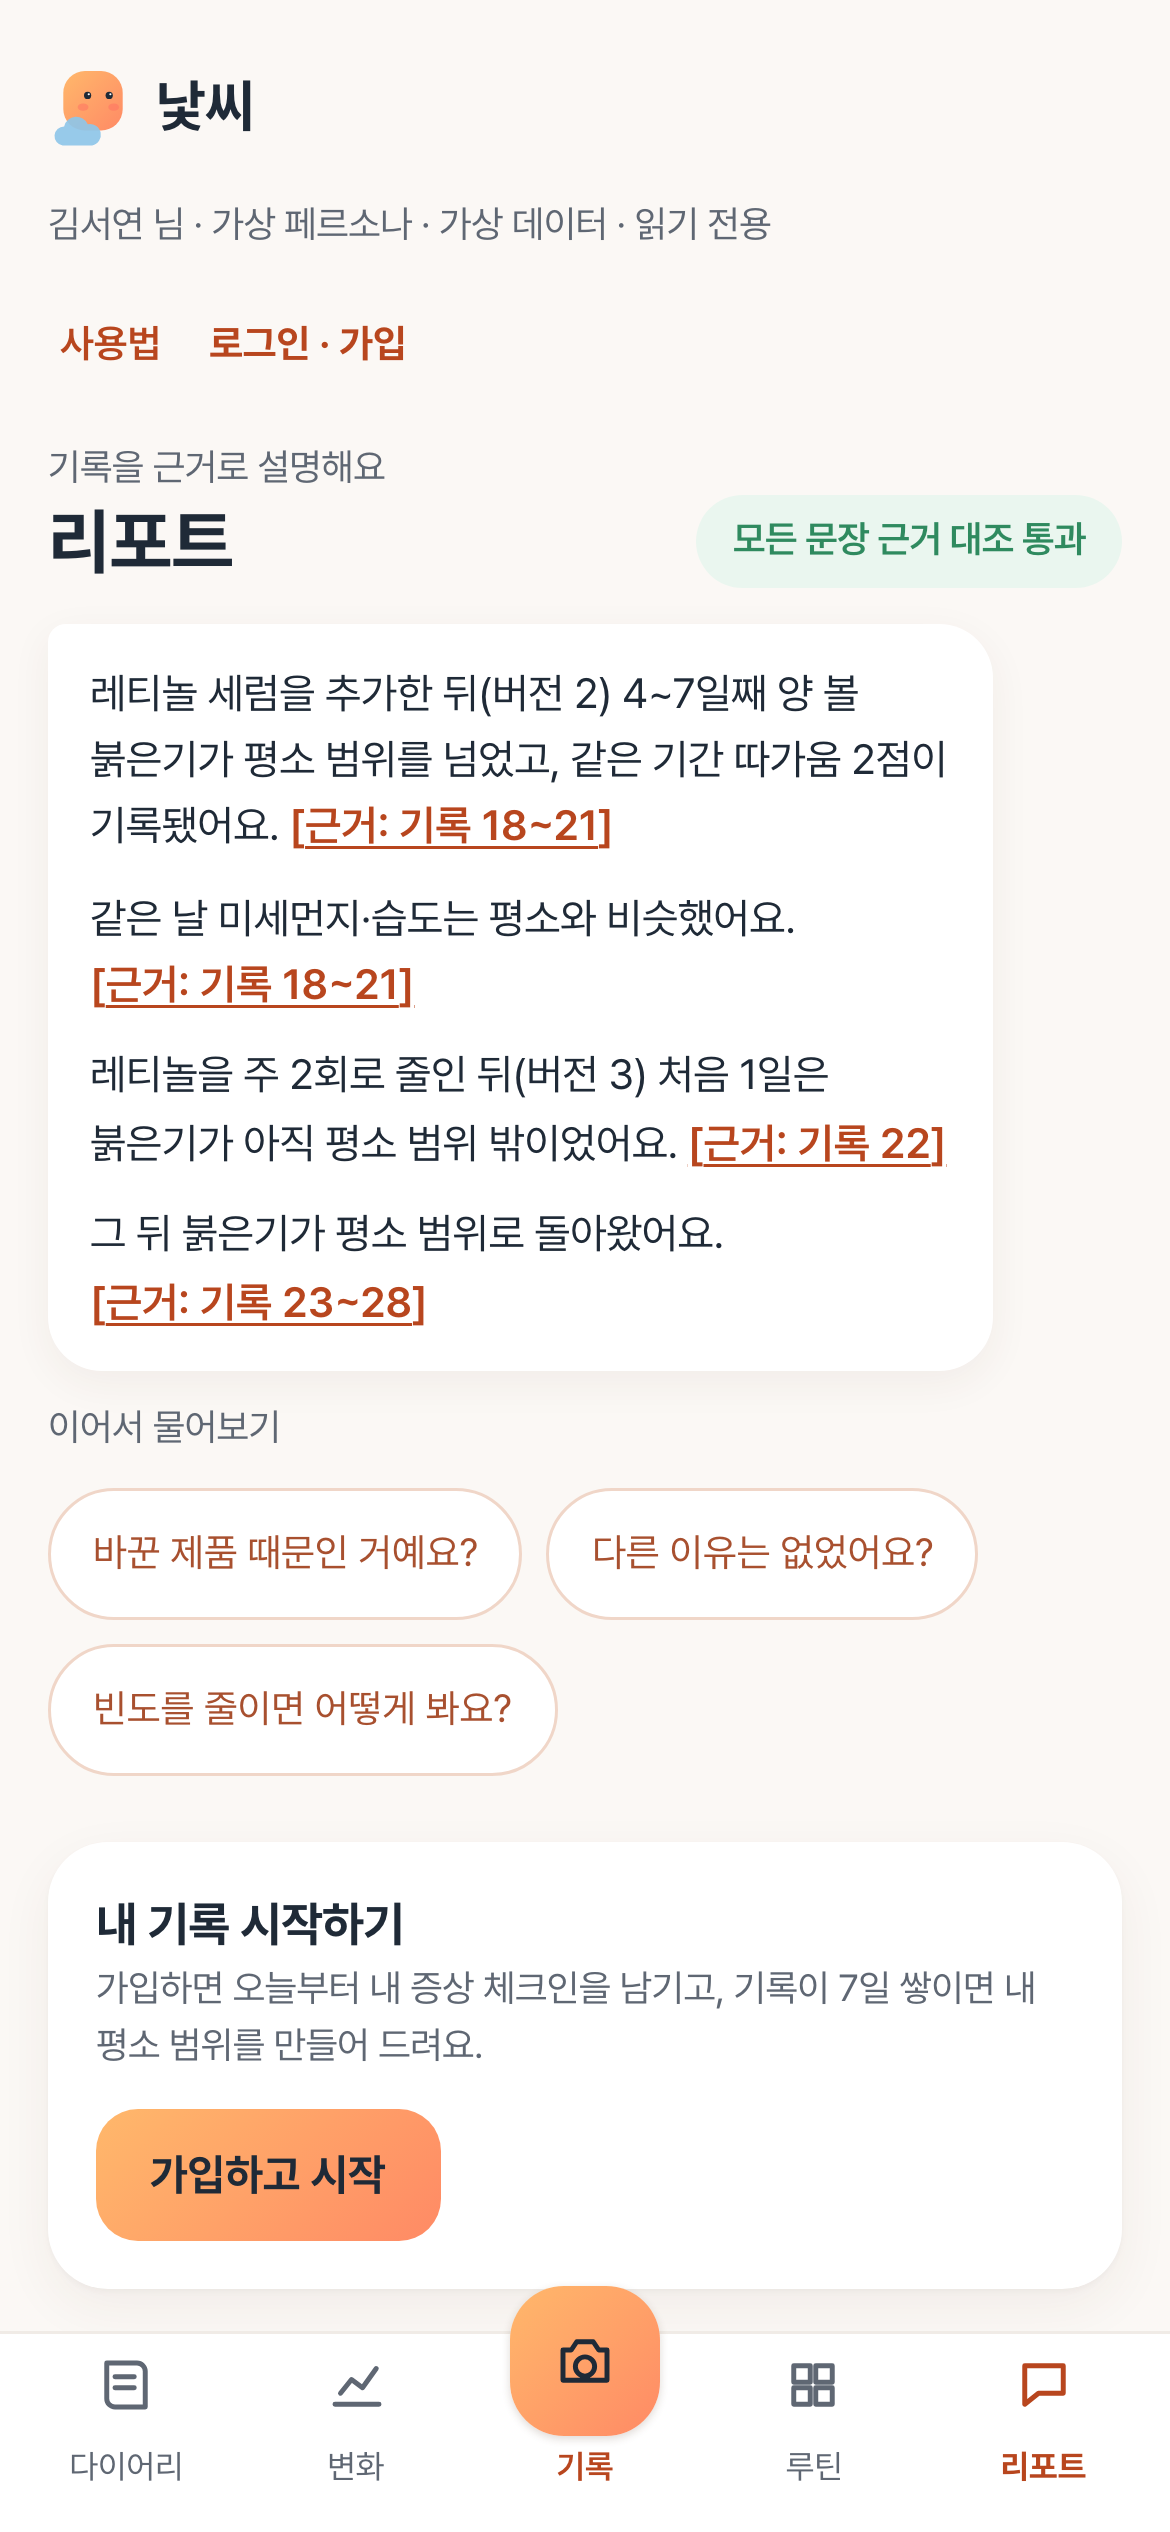 낯씨
김서연 님 · 가상 페르소나 · 가상 데이터 · 읽기 전용
사용법 로그인 · 가입
기록을 근거로 설명해요
리포트
모든 문장 근거 대조 통과
레티놀 세럼을 추가한 뒤(버전 2) 4~7일째 양 볼
붉은기가 평소 범위를 넘었고, 같은 기간 따가움 2점이
기록됐어요. [근거: 기록 18~21]
같은 날 미세먼지·습도는 평소와 비슷했어요.
[근거: 기록 18~21]
레티놀을 주 2회로 줄인 뒤(버전 3) 처음 1일은
붉은기가 아직 평소 범위 밖이었어요. [근거: 기록 22]
그 뒤 붉은기가 평소 범위로 돌아왔어요.
[근거: 기록 23~28]
이어서 물어보기
바꾼 제품 때문인 거예요? 다른 이유는 없었어요?
빈도를 줄이면 어떻게 봐요?
내 기록 시작하기
가입하면 오늘부터 내 증상 체크인을 남기고, 기록이 7일 쌓이면 내
평소 범위를 만들어 드려요.
가입하고 시작
다이어리 변화 기록 루틴 리포트